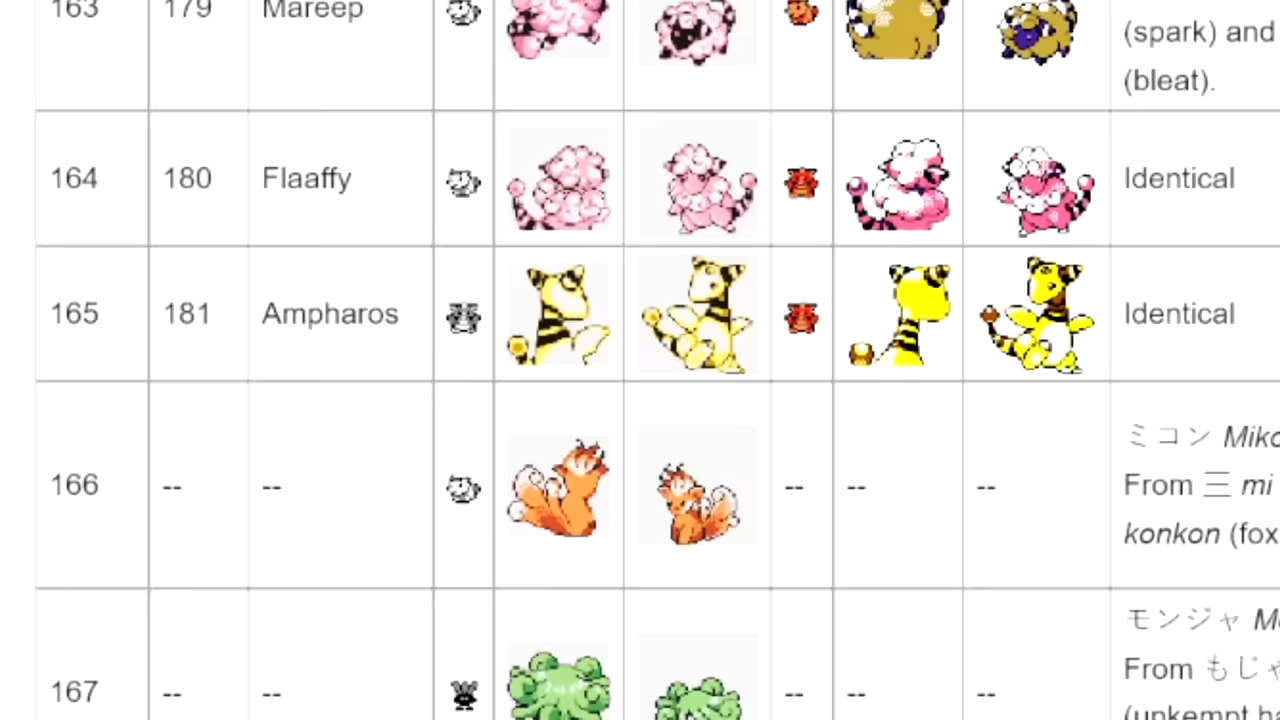 163 179 Mareep (spark) and
(bleat).
164 180 Flaaffy Identical
165 181 Ampharos Identical
ミコン
166 -- -- -- -- -- From 三 mi
konkon (fox
モンジャ
167 -- -- -- -- -- From もじゃ
(unkempt